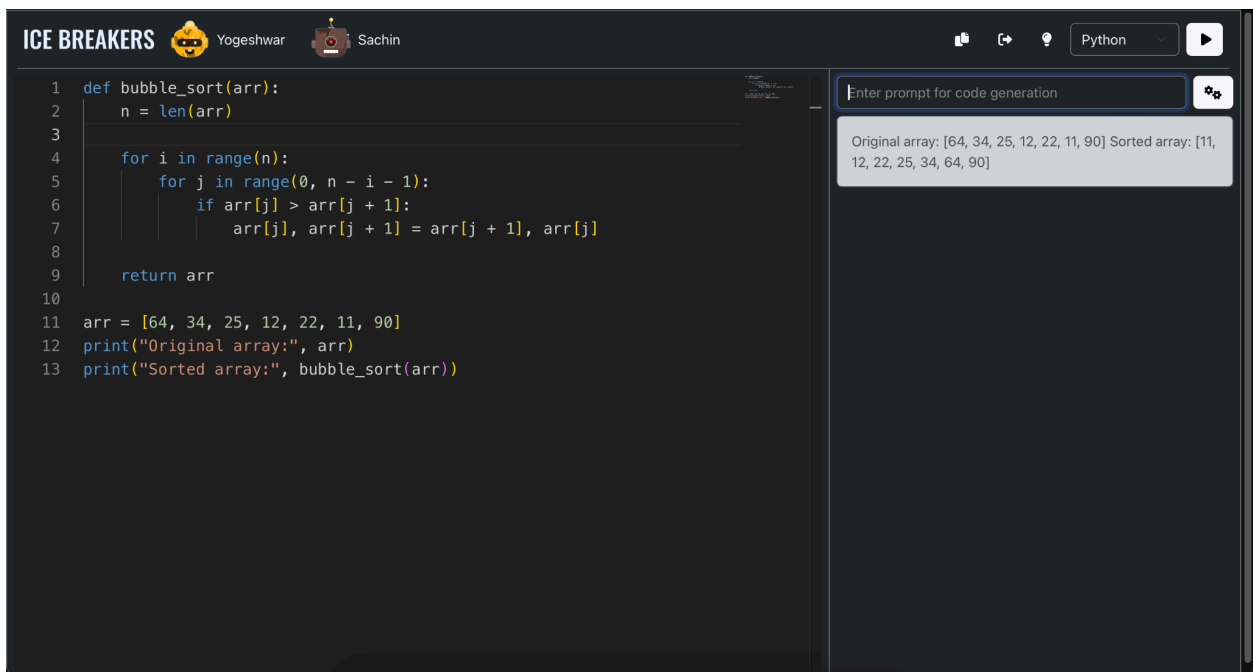 ICE BREAKERS Yogeshwar Sachin Python
1 def bubble_sort(arr):
2     n = len(arr)
3
4     for i in range(n):
5         for j in range(0, n - i - 1):
6             if arr[j] > arr[j + 1]:
7                 arr[j], arr[j + 1] = arr[j + 1], arr[j]
8
9     return arr
10
11 arr = [64, 34, 25, 12, 22, 11, 90]
12 print("Original array:", arr)
13 print("Sorted array:", bubble_sort(arr))
Enter prompt for code generation
Original array: [64, 34, 25, 12, 22, 11, 90] Sorted array: [11,
12, 22, 25, 34, 64, 90]